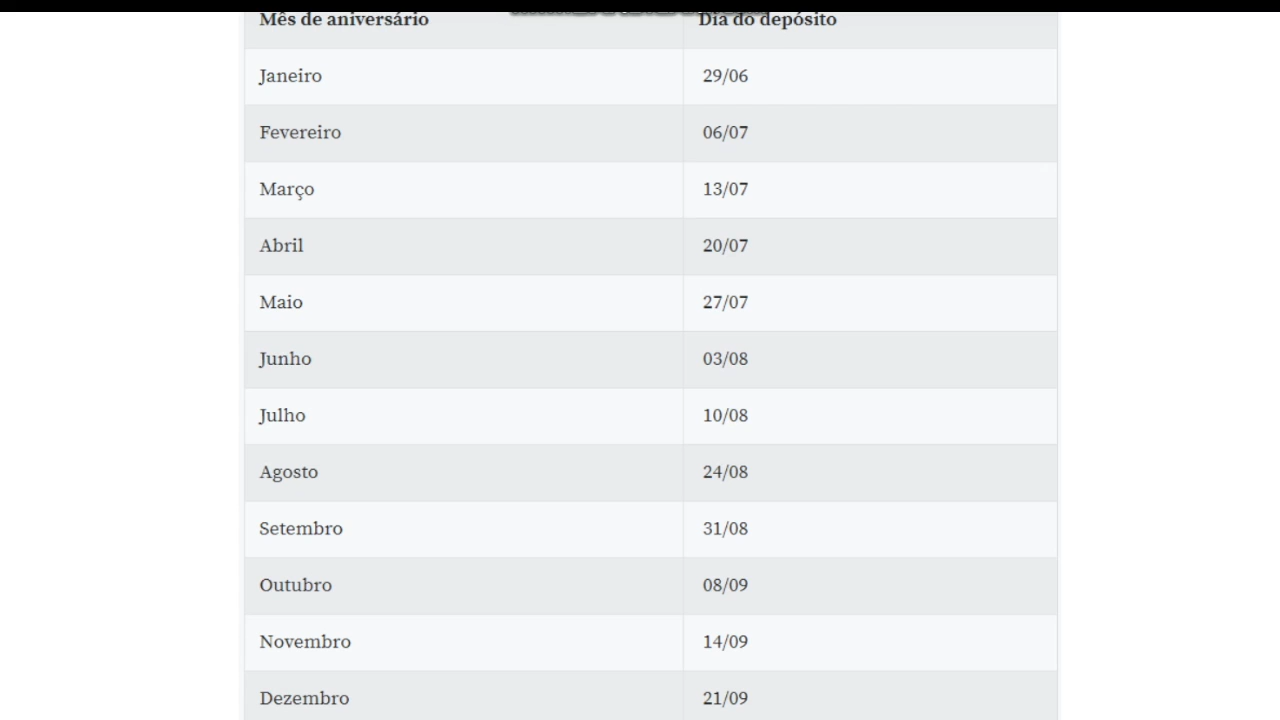 Mês de aniversário Dia do depósito
Janeiro 29/06
Fevereiro 06/07
Março 13/07
Abril 20/07
Maio 27/07
Junho 03/08
Julho 10/08
Agosto 24/08
Setembro 31/08
Outubro 08/09
Novembro 14/09
Dezembro 21/09